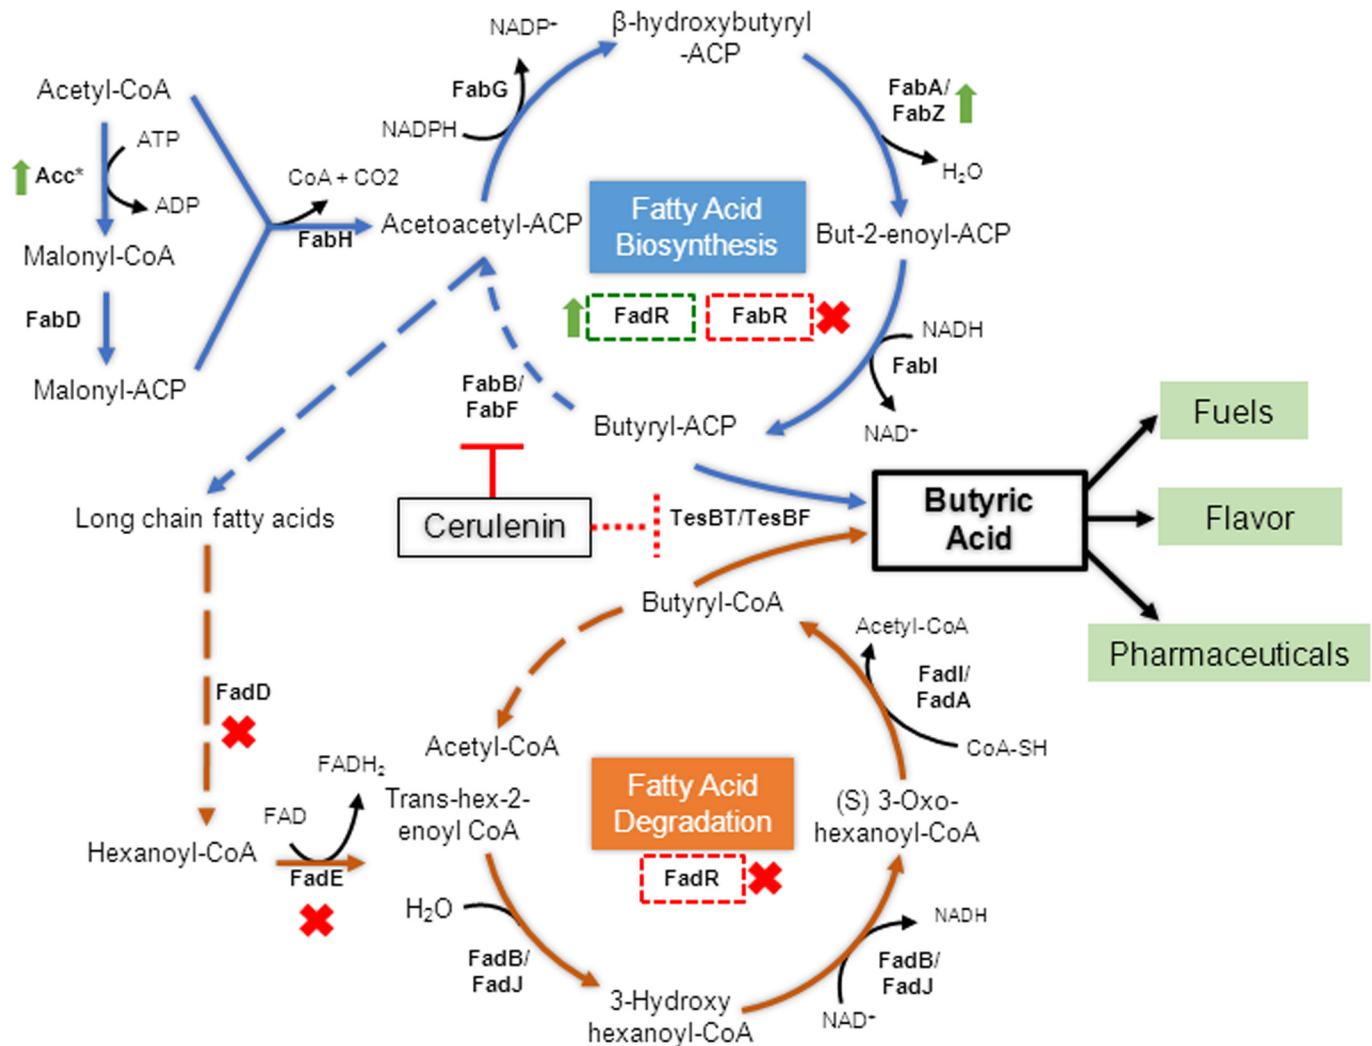 Acetyl-CoA
ATP
Acc*
ADP
Malonyl-CoA
FabD
Malonyl-ACP
CoA + CO2
FabH
Acetoacetyl-ACP
NADP⁻
FabG
NADPH
β-hydroxybutyryl
-ACP
FabA/
FabZ
H₂O
But-2-enoyl-ACP
Fatty Acid
Biosynthesis
FadR
FabR
NADH
FabI
NAD⁺
Butyryl-ACP
FabB/
FabF
Long chain fatty acids
Cerulenin
TesBT/TesBF
Butyric
Acid
Fuels
Flavor
Pharmaceuticals
Butyryl-CoA
Acetyl-CoA
FadI/
FadA
CoA-SH
FadD
Acetyl-CoA
Hexanoyl-CoA
FAD
FADH₂
FadE
Trans-hex-2-
enoyl CoA
Fatty Acid
Degradation
FadR
(S) 3-Oxo-
hexanoyl-CoA
H₂O
FadB/
FadJ
3-Hydroxy
hexanoyl-CoA
NADH
FadB/
FadJ
NAD⁺